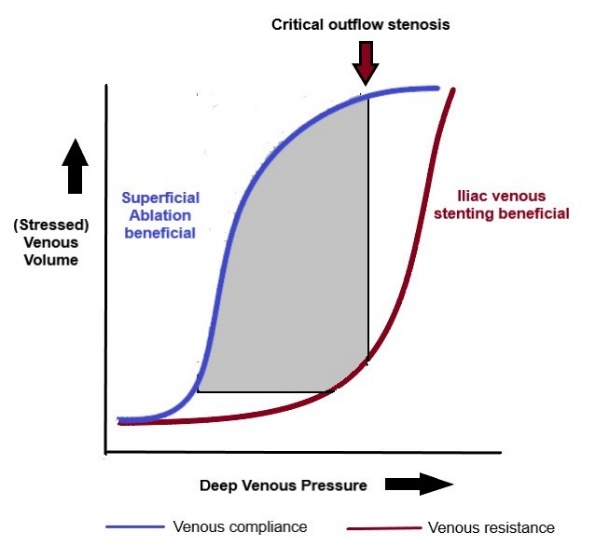 Critical outflow stenosis
Superficial
Ablation
beneficial
Iliac venous
stenting beneficial
(Stressed)
Venous
Volume
Deep Venous Pressure
Venous compliance
Venous resistance